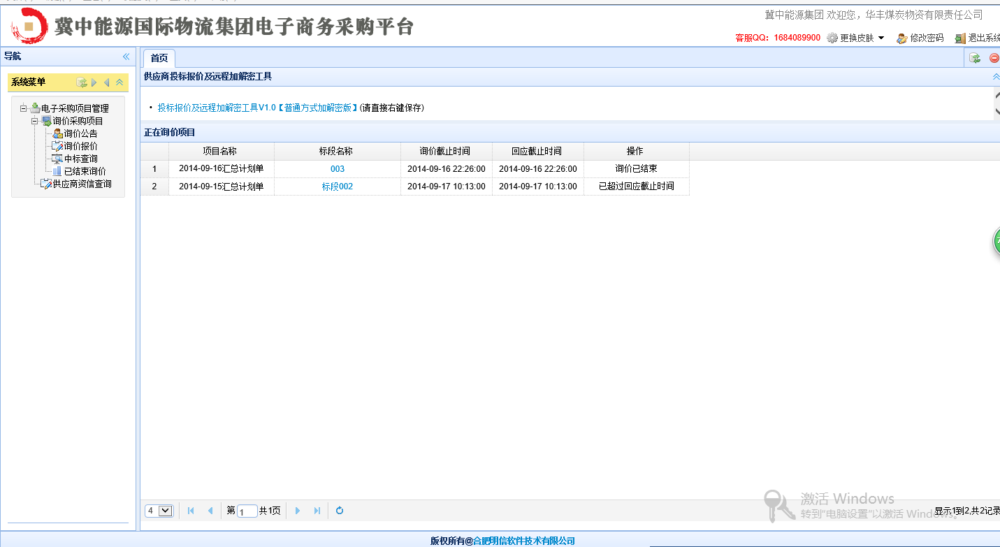 冀中能源集团 欢迎您，华丰煤炭物资有限责任公司
冀中能源国际物流集团电子商务采购平台
客服QQ：1684089900 更换皮肤 修改密码 退出系统
导航
首页
供应商投标报价及远程加解密工具
系统菜单
• 投标报价及远程加解密工具V1.0【普通方式加解密版】(请直接右键保存)
电子采购项目管理
询价采购项目
询价公告
询价报价
中标查询
已结束询价
供应商资信查询
正在询价项目
项目名称 标段名称 询价截止时间 回应截止时间 操作
1 2014-09-16汇总计划单 003 2014-09-16 22:26:00 2014-09-16 22:26:00 询价已结束
2 2014-09-15汇总计划单 标段002 2014-09-17 10:13:00 2014-09-17 10:13:00 已超过回应截止时间
激活 Windows
转到"电脑设置"以激活 Windows。
4 第 1 共1页 显示1到2,共2记录
版权所有@合肥明信软件技术有限公司